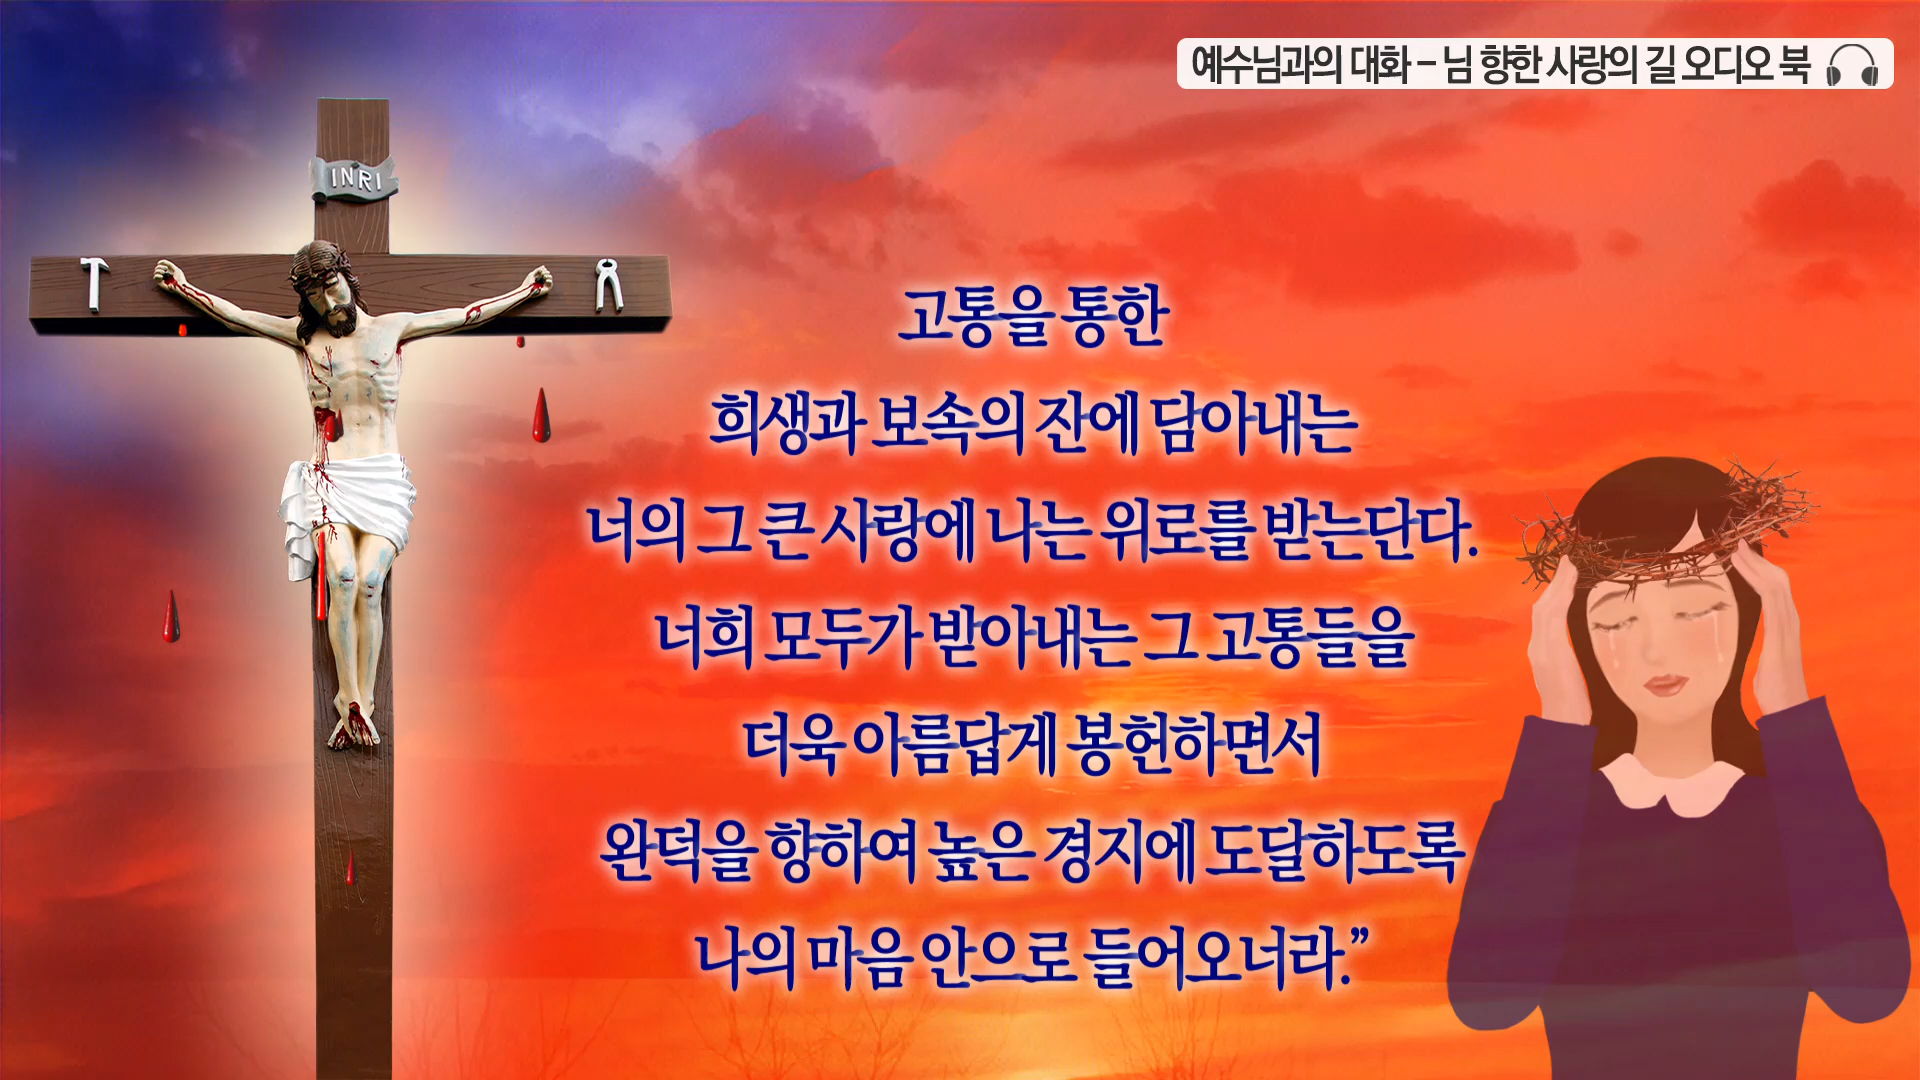 예수님과의 대화 - 님 향한 사랑의 길 오디오 북
INRI
고통을 통한
희생과 보속의 잔에 담아내는
너의 그 큰 사랑에 나는 위로를 받는단다.
너희 모두가 받아내는 그 고통들을
더욱 아름답게 봉헌하면서
완덕을 향하여 높은 경지에 도달하도록
나의 마음 안으로 들어오너라.”